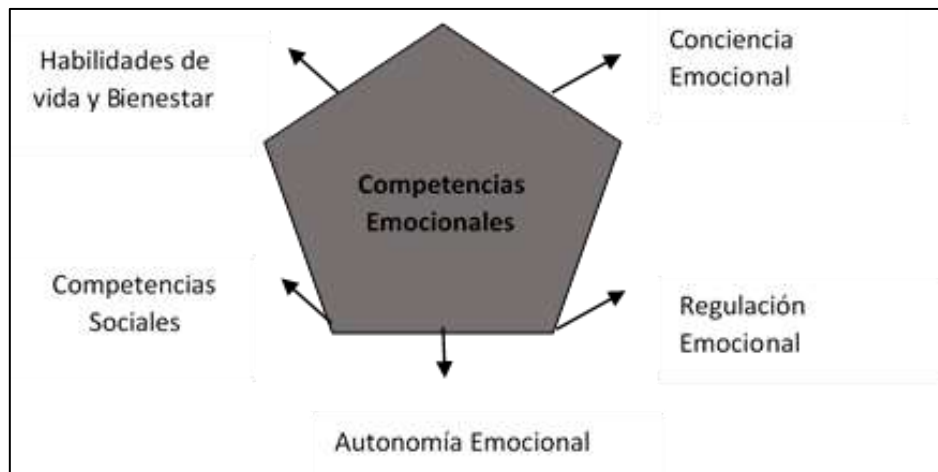 Habilidades de
vida y Bienestar
Conciencia
Emocional
Competencias
Emocionales
Competencias
Sociales
Regulación
Emocional
Autonomía Emocional